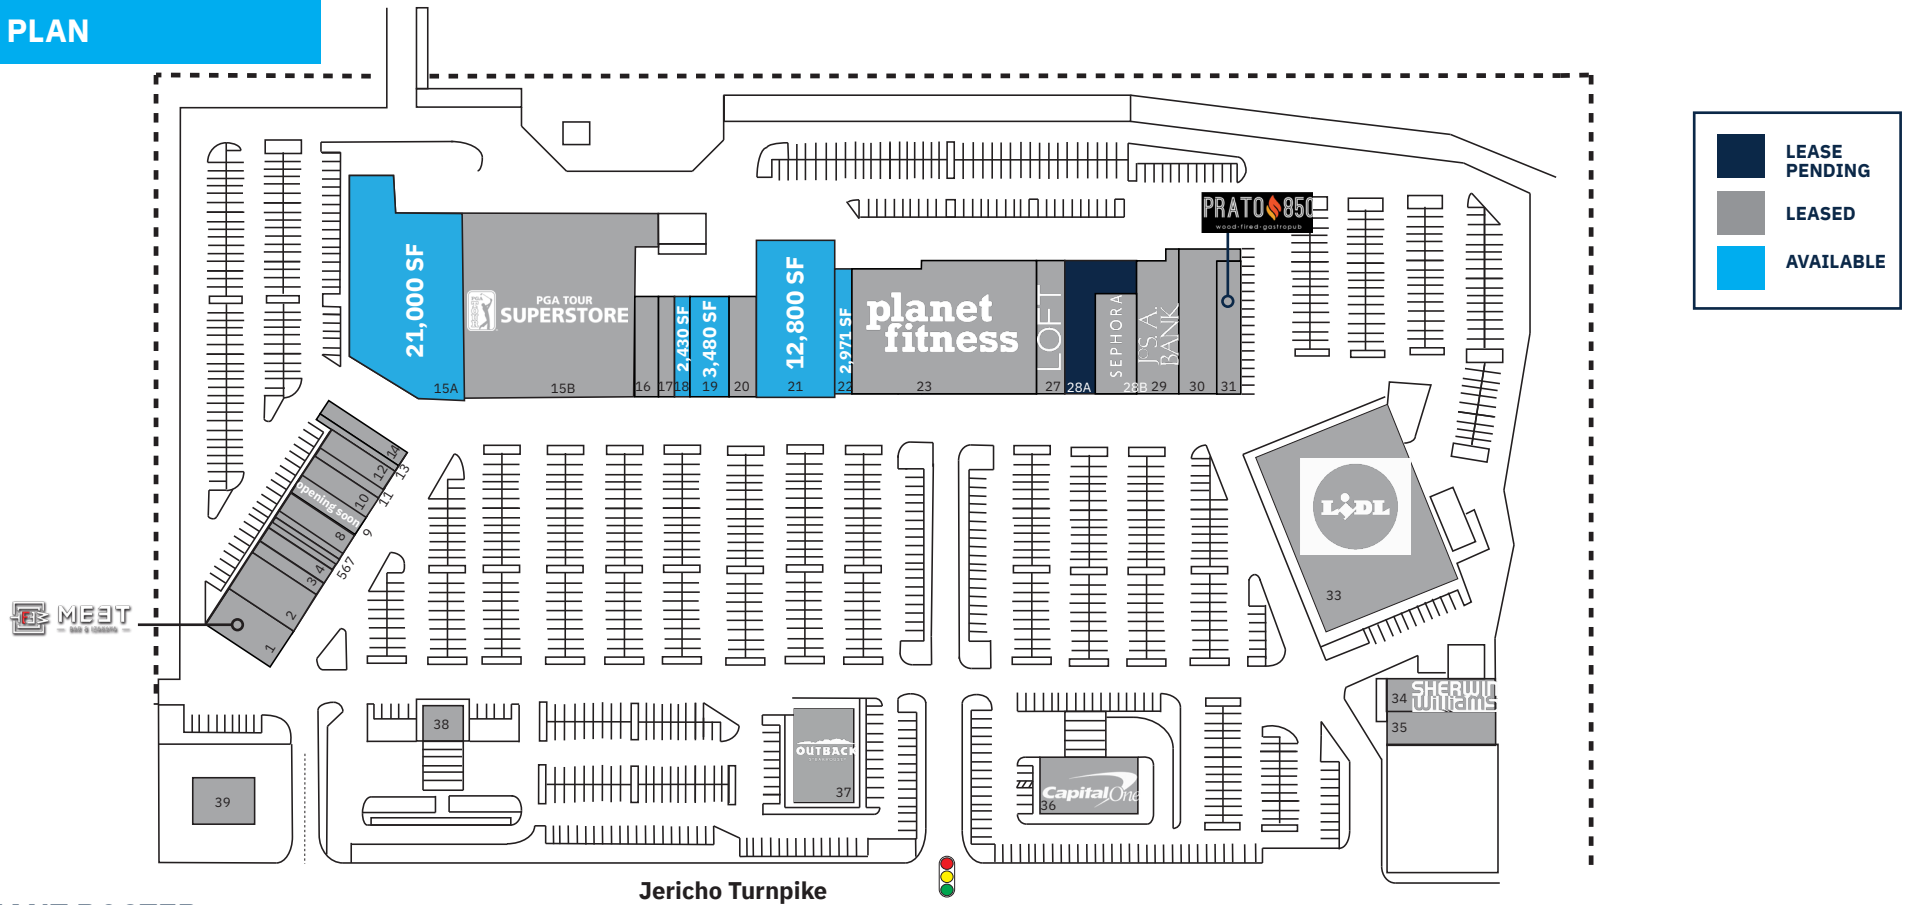 PLAN
LEASE
PENDING
LEASED
AVAILABLE
PRATO 850
wood-fired-gastropub
21,000 SF
15A
PGA TOUR
SUPERSTORE
15B
16
17
2,430 SF
18
3,480 SF
19
20
12,800 SF
21
2,971 SF
22
planet
fitness
23
LOFT
27
28A
SEPHORA
28B
J.S.A.
BANK
29
30
31
14
13
12
11
10
opening soon
9
8
567
4
3
2
1
MEET
LIDL
33
34
SHERWIN
Williams
35
38
39
OUTBACK
37
Capital One
36
Jericho Turnpike